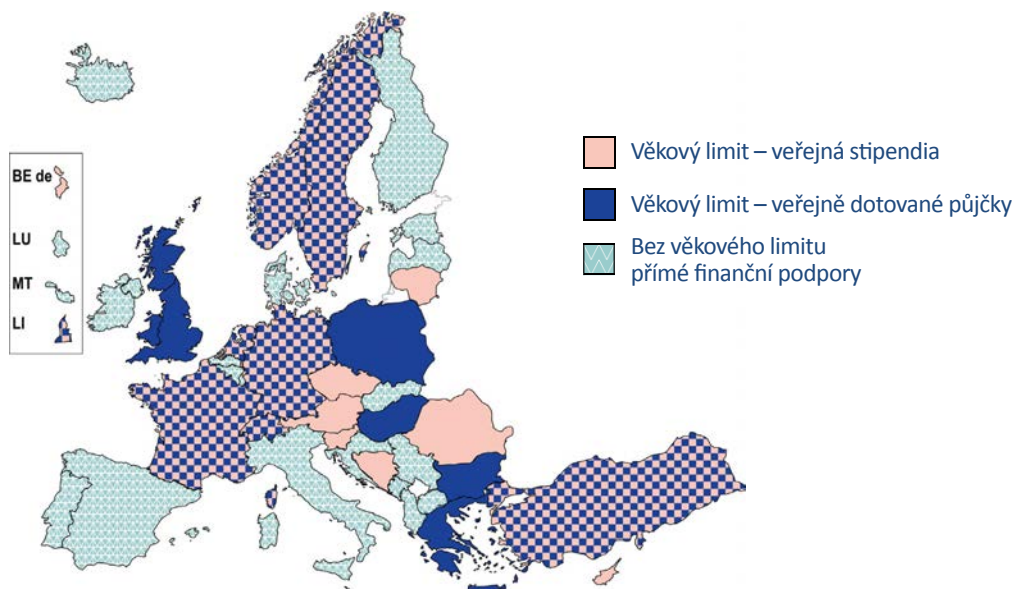 BE de
LU
MT
LI
Věkový limit – veřejná stipendia
Věkový limit – veřejně dotované půjčky
Bez věkového limitu
přímé finanční podpory